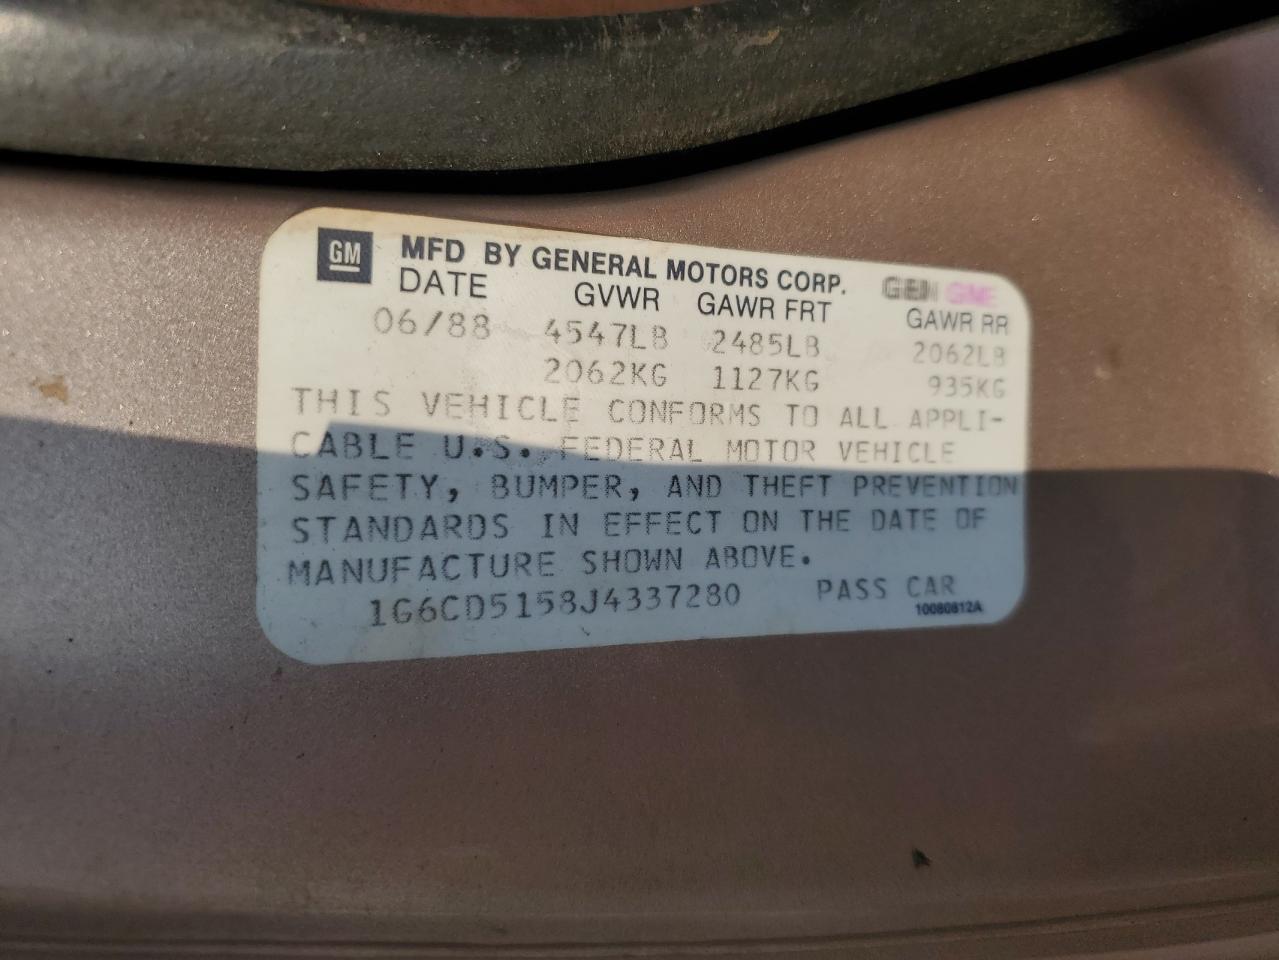 GM MFD BY GENERAL MOTORS CORP. GEN GME
DATE GVWR GAWR FRT GAWR RR
06/88 4547LB 2485LB 2062LB
2062KG 1127KG 935KG
THIS VEHICLE CONFORMS TO ALL APPLI-
CABLE U.S. FEDERAL MOTOR VEHICLE
SAFETY, BUMPER, AND THEFT PREVENTION
STANDARDS IN EFFECT ON THE DATE OF
MANUFACTURE SHOWN ABOVE.
1G6CD5158J4337280 PASS CAR
10080812A